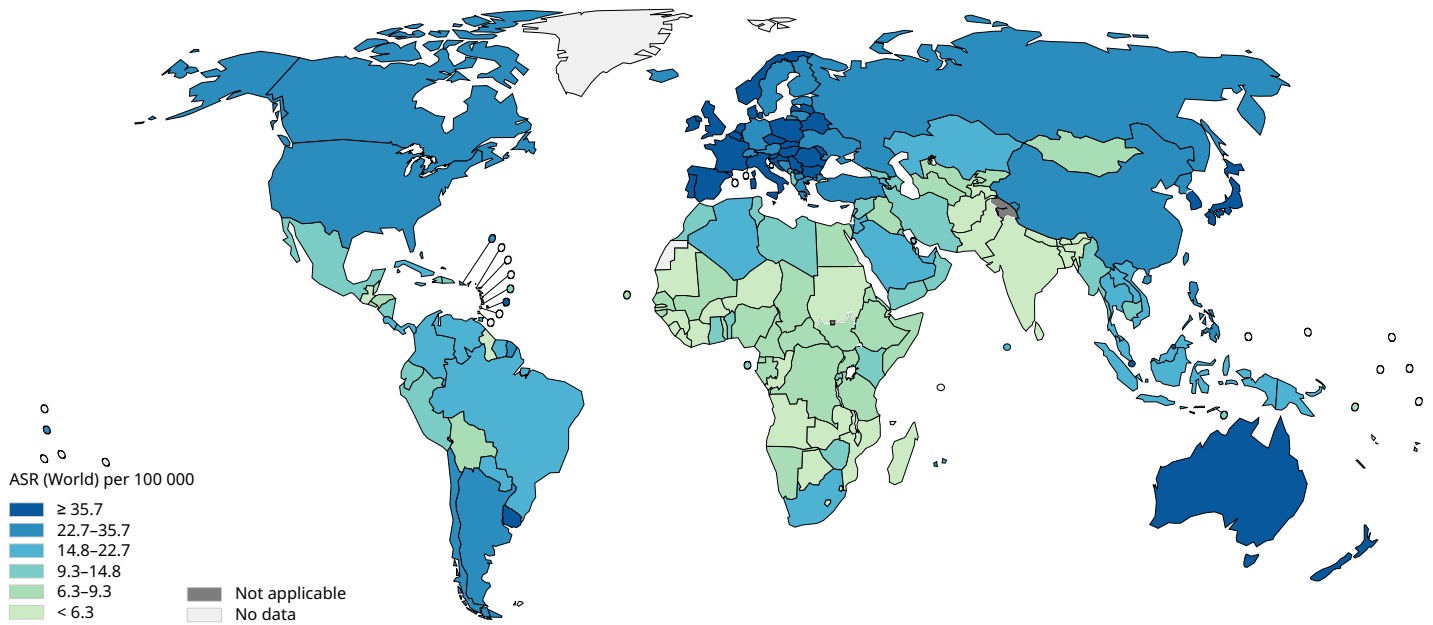 ASR (World) per 100 000
≥ 35.7
22.7–35.7
14.8–22.7
9.3–14.8
6.3–9.3
< 6.3
Not applicable
No data